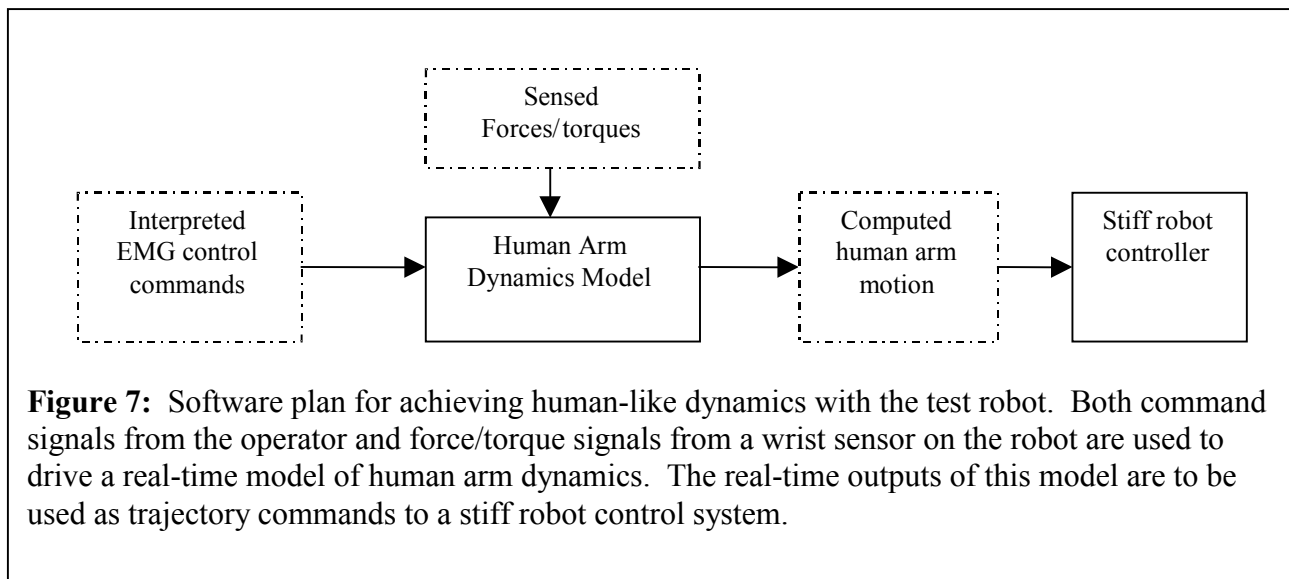 Sensed
Forces/torques
Interpreted
EMG control
commands
Human Arm
Dynamics Model
Computed
human arm
motion
Stiff robot
controller
Figure 7: Software plan for achieving human-like dynamics with the test robot. Both command
signals from the operator and force/torque signals from a wrist sensor on the robot are used to
drive a real-time model of human arm dynamics. The real-time outputs of this model are to be
used as trajectory commands to a stiff robot control system.